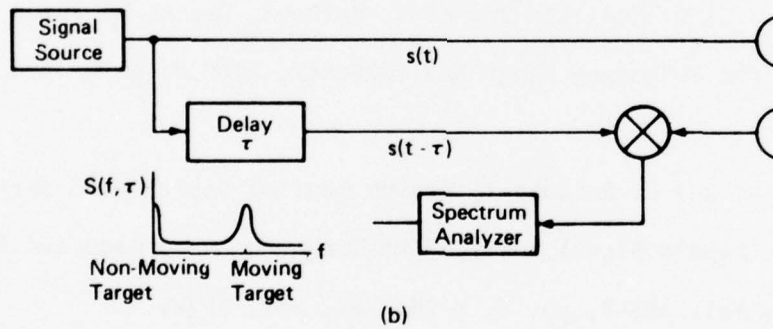 Signal
Source
s(t)
Delay
τ
s(t - τ)
S(f, τ)
f
Non-Moving
Target
Moving
Target
Spectrum
Analyzer
(b)